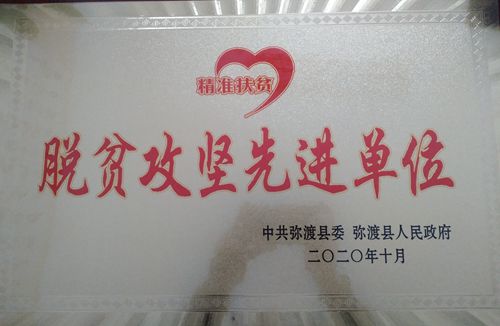 精准扶贫
脱贫攻坚先进单位
中共弥渡县委 弥渡县人民政府
二〇二〇年十月